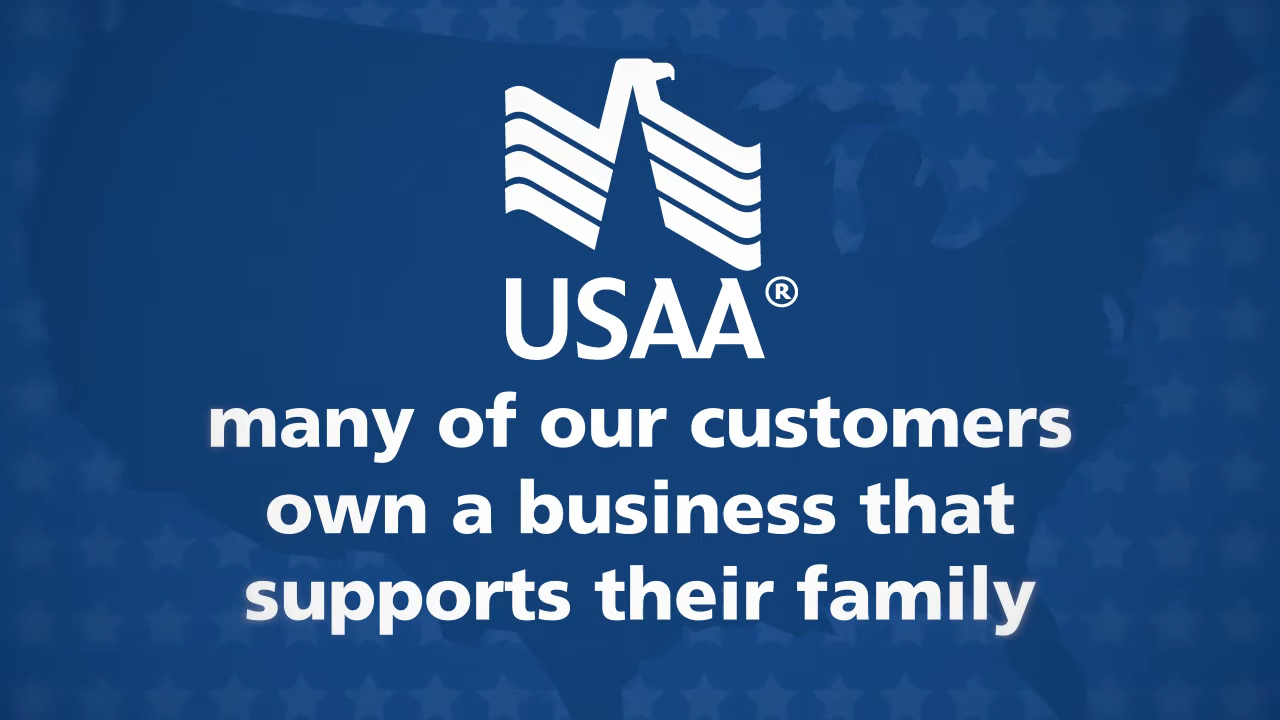 USAA®
many of our customers
own a business that
supports their family